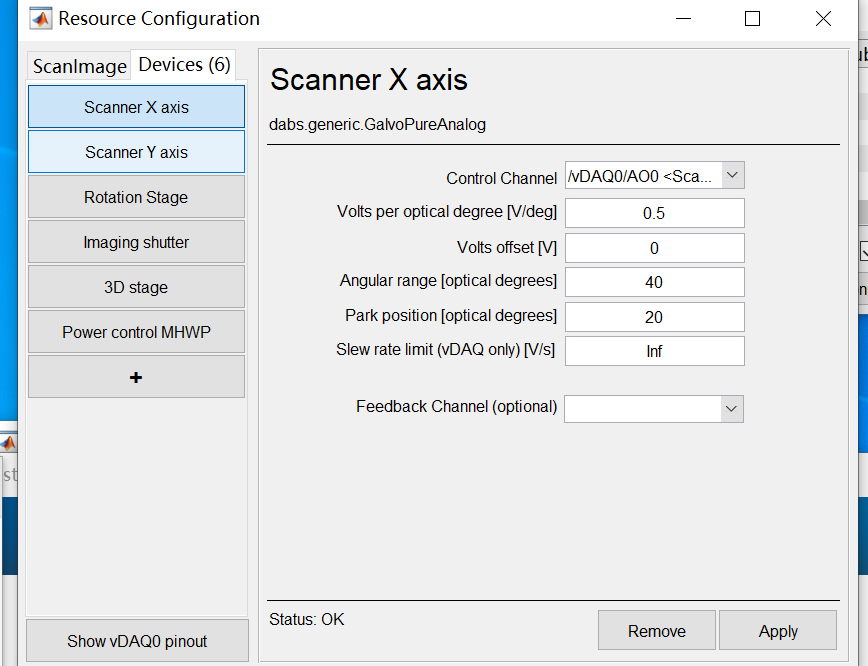 Resource Configuration
ScanImage
Devices (6)
Scanner X axis
Scanner Y axis
Rotation Stage
Imaging shutter
3D stage
Power control MHWP
+
Show vDAQ0 pinout
Scanner X axis
dabs.generic.GalvoPureAnalog
Control Channel /vDAQ0/AO0 <Sca...
Volts per optical degree [V/deg] 0.5
Volts offset [V] 0
Angular range [optical degrees] 40
Park position [optical degrees] 20
Slew rate limit (vDAQ only) [V/s] Inf
Feedback Channel (optional)
Status: OK
Remove
Apply